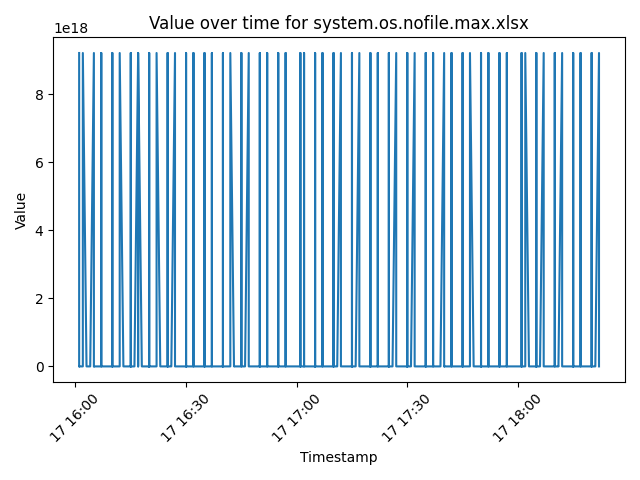 Value over time for system.os.nofile.max.xlsx
1e18
8
6
4
2
0
Value
17 16:00
17 16:30
17 17:00
17 17:30
17 18:00
Timestamp